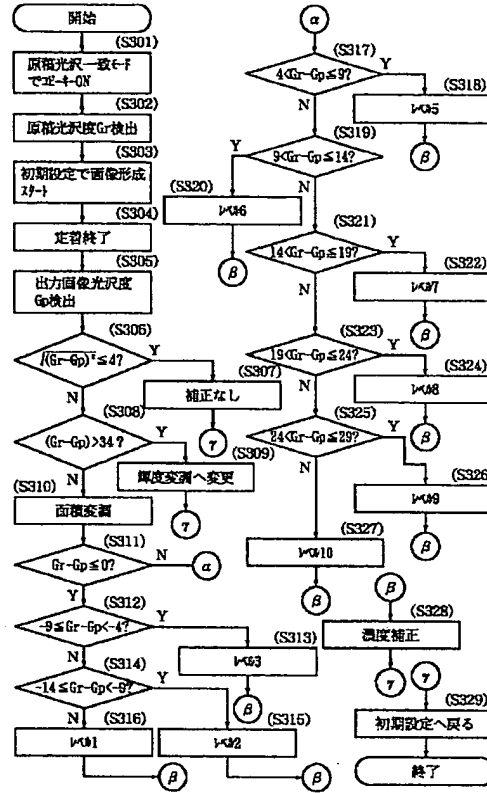 開始
(S301)
原稿光沢一致モード
でコピーキーON
(S302)
原稿光沢度Gr検出
(S303)
初期設定で画像形成
スタート
(S304)
定着終了
(S305)
出力画像光沢度
Gp検出
(S306)
√(Gr-Gp)²≦4?
Y
N
(S307)
補正なし
γ
(S308)
(Gr-Gp)>34?
Y
N
(S309)
輝度変調へ変更
γ
(S310)
面積変調
(S311)
Gr-Gp≦0?
N
α
Y
(S312)
-9≦Gr-Gp<-4?
Y
N
(S313)
レベル3
β
(S314)
-14≦Gr-Gp<-9?
Y
N
(S315)
レベル2
β
(S316)
レベル1
β
α
(S317)
4<Gr-Gp≦9?
Y
N
(S318)
レベル5
β
(S319)
9<Gr-Gp≦14?
Y
N
(S320)
レベル6
β
(S321)
14<Gr-Gp≦19?
Y
N
(S322)
レベル7
β
(S323)
19<Gr-Gp≦24?
Y
N
(S324)
レベル8
β
(S325)
24<Gr-Gp≦29?
Y
N
(S326)
レベル9
β
(S327)
レベル10
β
β
(S328)
濃度補正
γ
γ
(S329)
初期設定へ戻る
終了